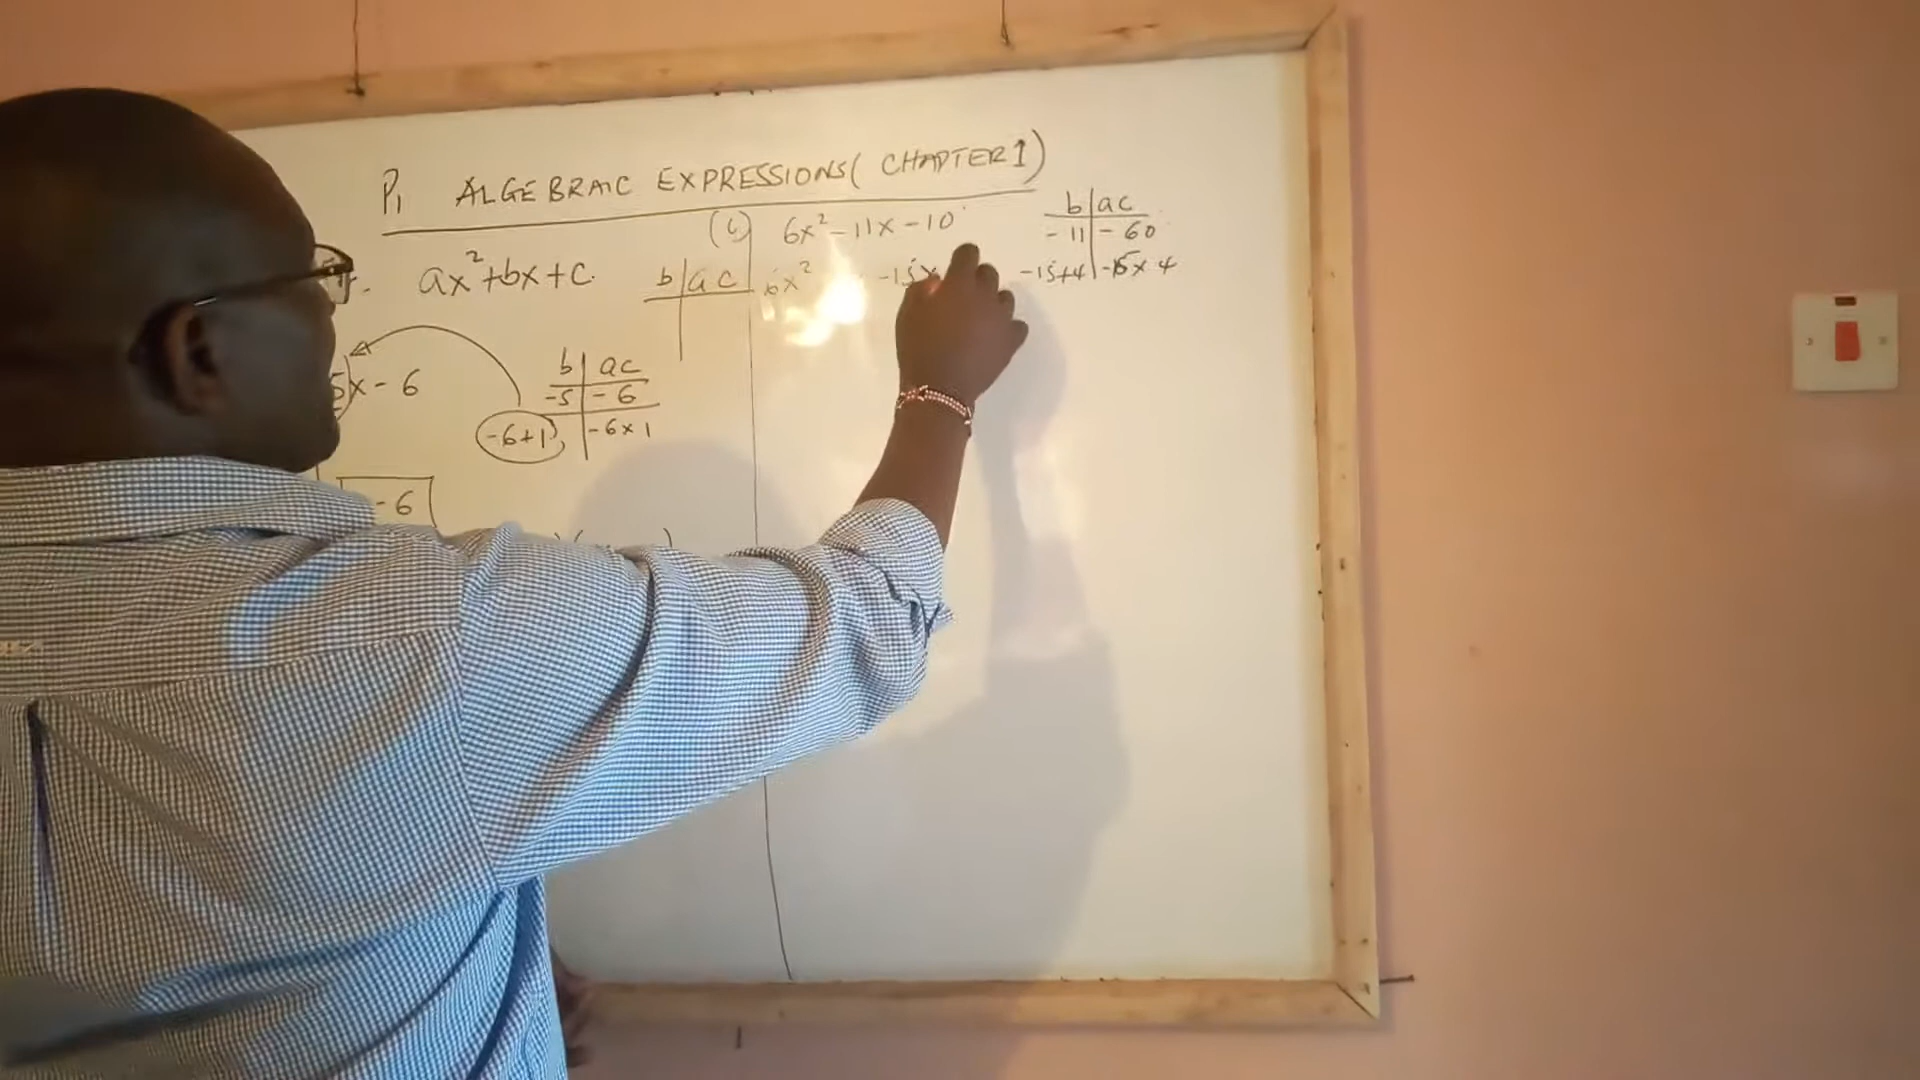 P1 ALGEBRAIC EXPRESSIONS (CHAPTER 1)
ax²+bx+c.
b | ac
5x - 6
b | ac
-5 | - 6
-6+1, | -6 x 1
- 6
6x² - 11x - 10
6x² -15x
b | ac
- 11 | - 60
-15+4 | -15 x 4